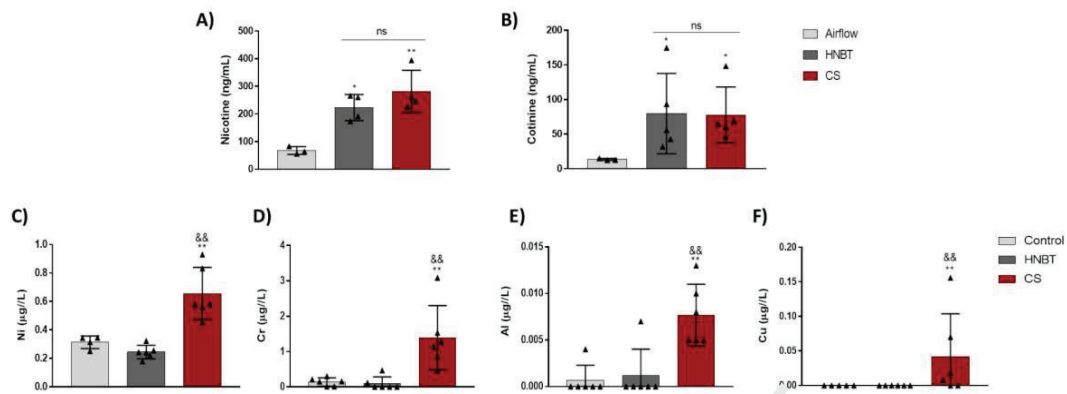 A)
Nicotine (ng/mL)
500
400
300
200
100
0
ns
*
**
B)
Cotinine (ng/mL)
200
150
100
50
0
ns
*
*
Airflow
HNBT
CS
C)
Ni (µg//L)
1.0
0.8
0.6
0.4
0.2
0.0
&&
**
D)
Cr (µg//L)
4
3
2
1
0
&&
**
E)
Al (µg//L)
0.015
0.010
0.005
0.000
&&
**
F)
Cu (µg//L)
0.20
0.15
0.10
0.05
0.00
&&
**
Control
HNBT
CS